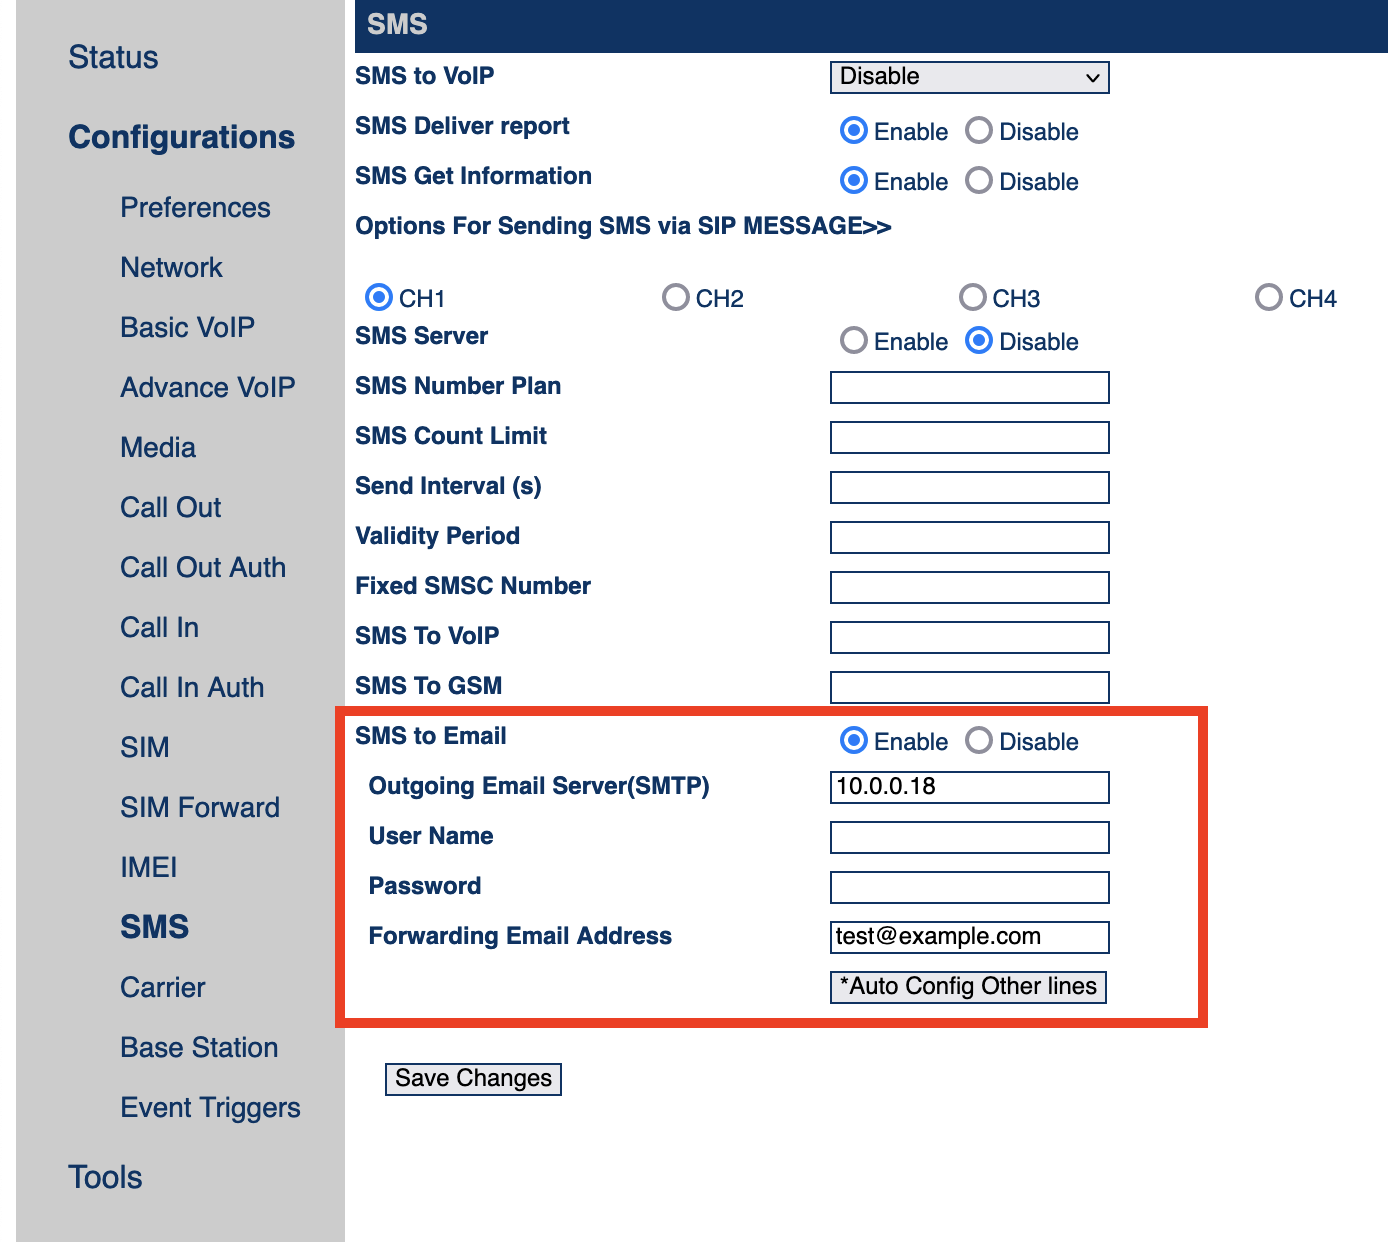 Status
Configurations
Preferences
Network
Basic VoIP
Advance VoIP
Media
Call Out
Call Out Auth
Call In
Call In Auth
SIM
SIM Forward
IMEI
SMS
Carrier
Base Station
Event Triggers
Tools
SMS
SMS to VoIP Disable
SMS Deliver report Enable Disable
SMS Get Information Enable Disable
Options For Sending SMS via SIP MESSAGE>>
CH1 CH2 CH3 CH4
SMS Server Enable Disable
SMS Number Plan
SMS Count Limit
Send Interval (s)
Validity Period
Fixed SMSC Number
SMS To VoIP
SMS To GSM
SMS to Email Enable Disable
Outgoing Email Server(SMTP) 10.0.0.18
User Name
Password
Forwarding Email Address test@example.com
*Auto Config Other lines
Save Changes